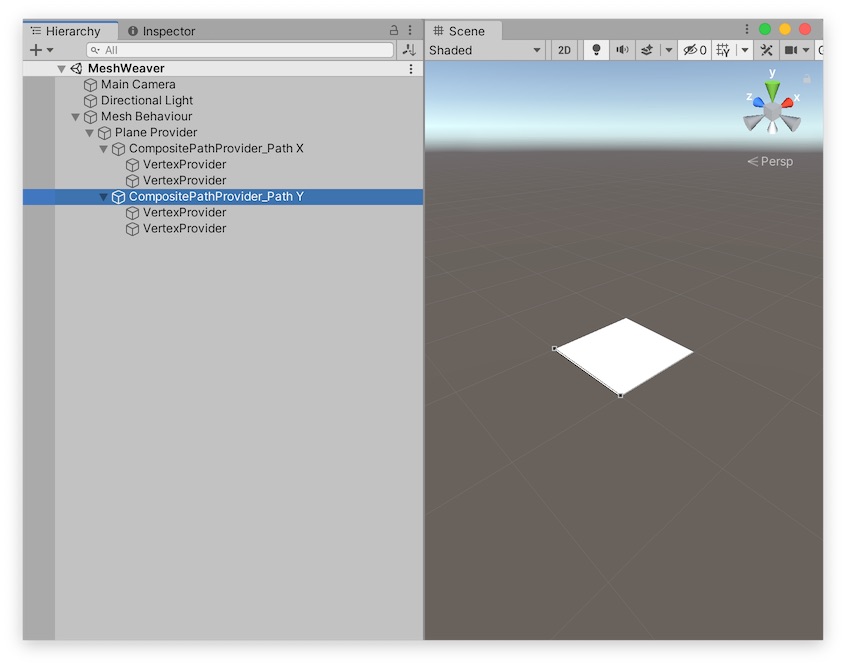 Hierarchy
Inspector
All
MeshWeaver
Main Camera
Directional Light
Mesh Behaviour
Plane Provider
CompositePathProvider_Path X
VertexProvider
VertexProvider
CompositePathProvider_Path Y
VertexProvider
VertexProvider
Scene
Shaded
2D
0
y
z
x
Persp